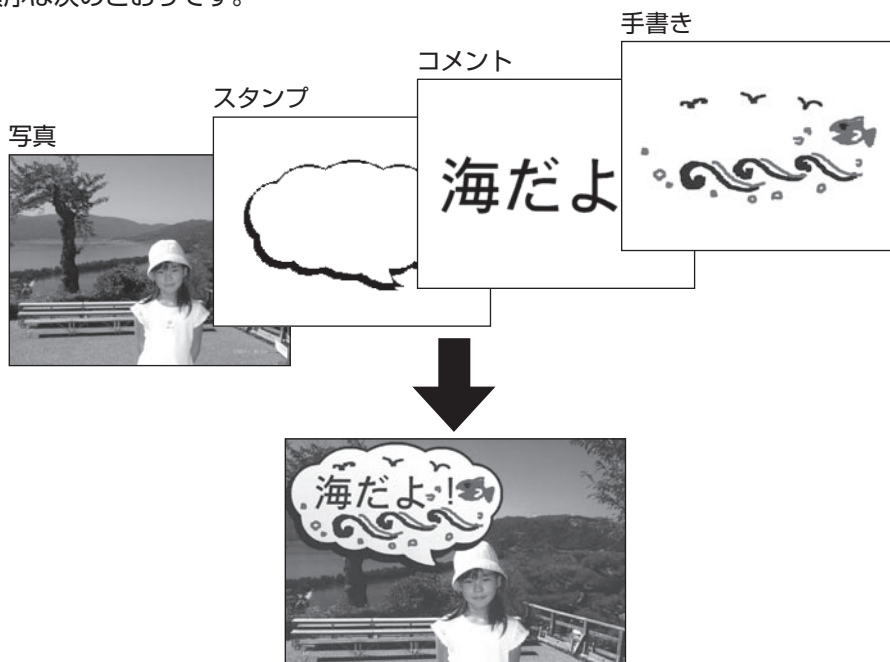 は次のとおりです。
手書き
コメント
スタンプ
写真
海だよ
海だよ！